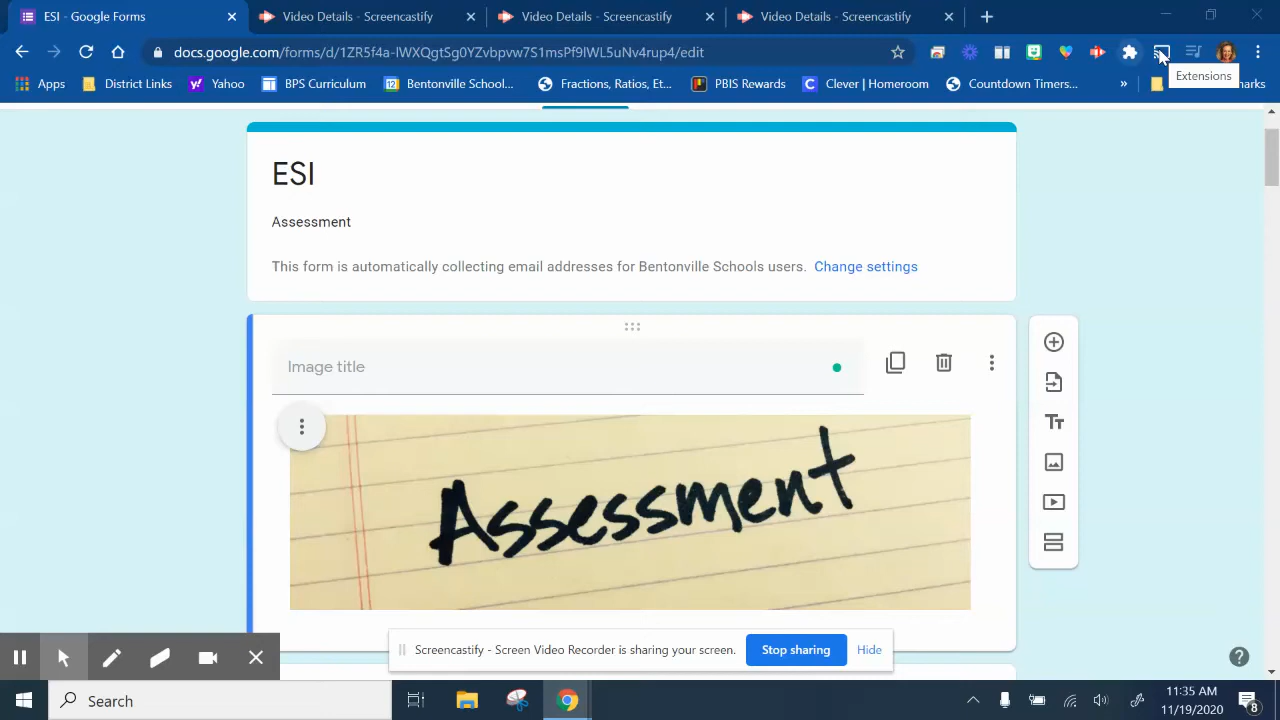 ESI - Google Forms
Video Details - Screencastify
Video Details - Screencastify
Video Details - Screencastify
docs.google.com/forms/d/1ZR5f4a-IWXQgtSg0YZvbpvw7S1msPf9lWL5uNv4rup4/edit
Extensions
Apps
District Links
Yahoo
BPS Curriculum
Bentonville School...
Fractions, Ratios, Et...
PBIS Rewards
Clever | Homeroom
Countdown Timers...
»
marks
ESI
Assessment
This form is automatically collecting email addresses for Bentonville Schools users. Change settings
Image title
Assessment
Screencastify - Screen Video Recorder is sharing your screen.
Stop sharing
Hide
Search
11:35 AM
11/19/2020
8